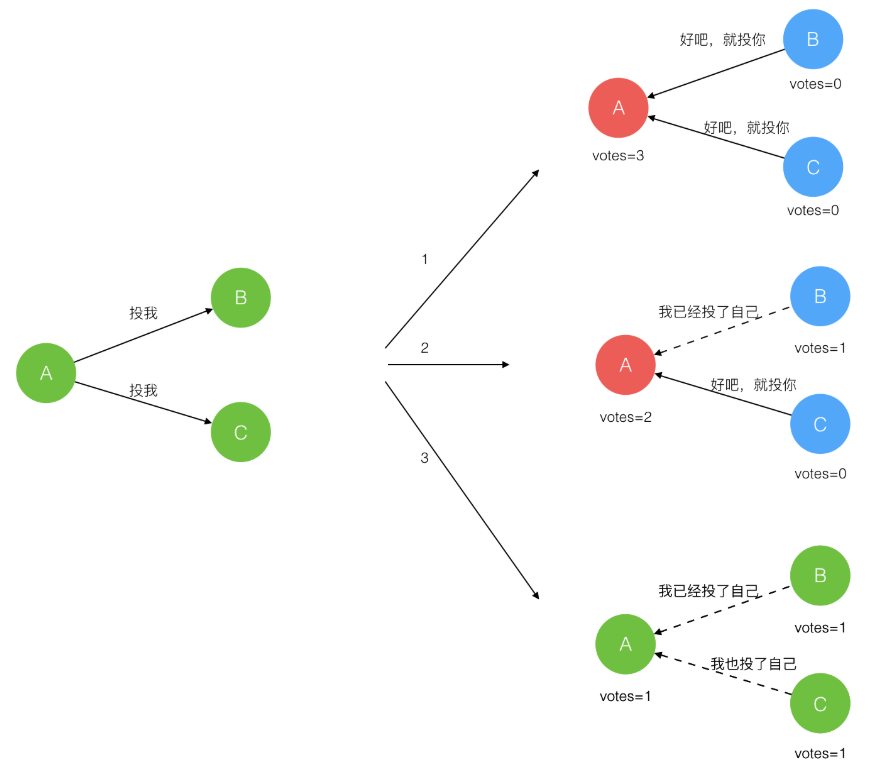 A
投我
投我
B
C
1
2
3
好吧，就投你
B
votes=0
A
votes=3
好吧，就投你
C
votes=0
我已经投了自己
B
votes=1
A
votes=2
好吧，就投你
C
votes=0
我已经投了自己
B
votes=1
A
votes=1
我也投了自己
C
votes=1